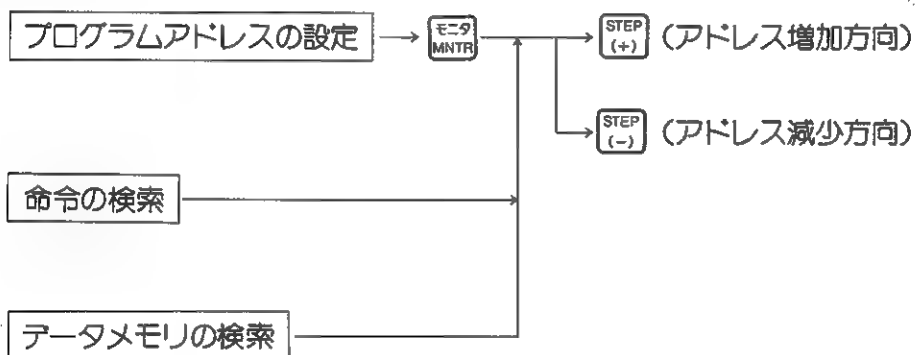 プログラムアドレスの設定
モニタ
MNTR
STEP
(+)
(アドレス増加方向)
STEP
(-)
(アドレス減少方向)
命令の検索
データメモリの検索